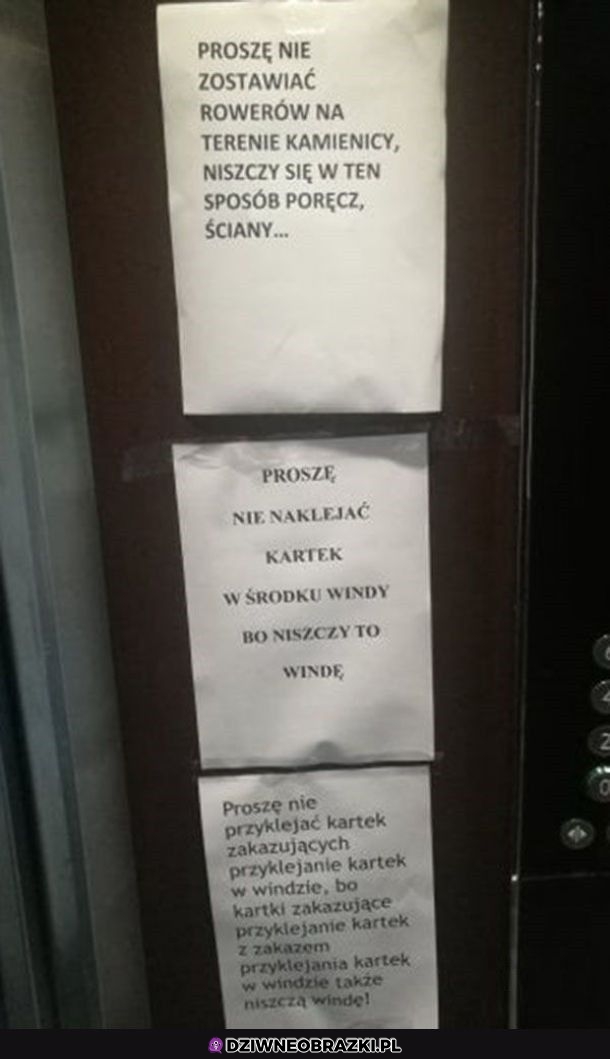 PROSZĘ NIE
ZOSTAWIAĆ
ROWERÓW NA
TERENIE KAMIENICY,
NISZCZY SIĘ W TEN
SPOSÓB PORĘCZ,
ŚCIANY...
PROSZĘ
NIE NAKLEJAĆ
KARTEK
W ŚRODKU WINDY
BO NISZCZY TO
WINDĘ
Proszę nie
przyklejać kartek
zakazujących
przyklejanie kartek
w windzie, bo
kartki zakazujące
przyklejanie kartek
z zakazem
przyklejania kartek
w windzie także
niszczą windę!
2
0
DZIWNEOBRAZKI.PL